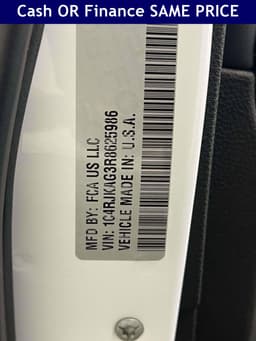 Cash OR Finance SAME PRICE
MFD BY: FCA US LLC
VIN: 1C4RJKAG3R8625986
VEHICLE MADE IN: U.S.A.